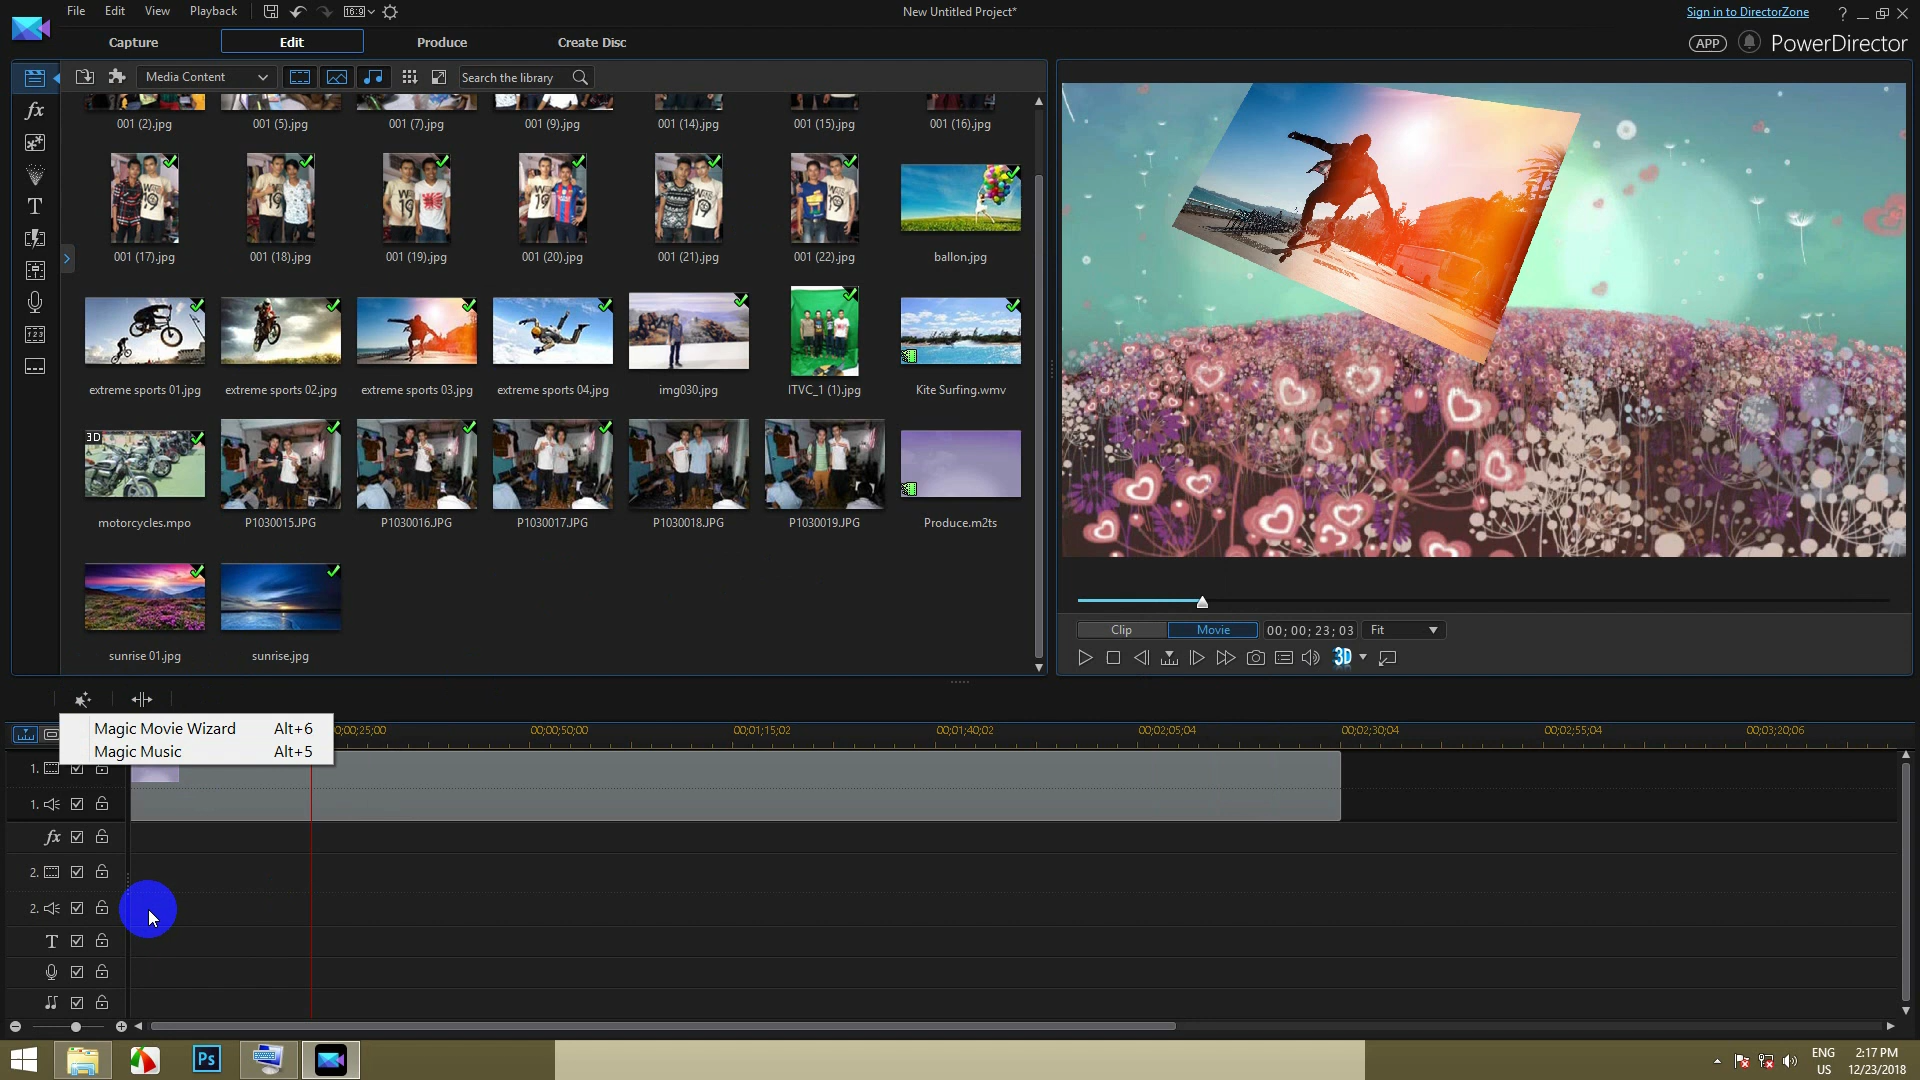 File Edit View Playback 16:9 New Untitled Project* Sign in to DirectorZone ?
Capture Edit Produce Create Disc APP PowerDirector
Media Content Search the library
001 (2).jpg 001 (5).jpg 001 (7).jpg 001 (9).jpg 001 (14).jpg 001 (15).jpg 001 (16).jpg
001 (17).jpg 001 (18).jpg 001 (19).jpg 001 (20).jpg 001 (21).jpg 001 (22).jpg ballon.jpg
extreme sports 01.jpg extreme sports 02.jpg extreme sports 03.jpg extreme sports 04.jpg img030.jpg ITVC_1 (1).jpg Kite Surfing.wmv
3D
motorcycles.mpo P1030015.JPG P1030016.JPG P1030017.JPG P1030018.JPG P1030019.JPG Produce.m2ts
sunrise 01.jpg sunrise.jpg
Clip Movie 00; 00; 23; 03 Fit
3D
Magic Movie Wizard Alt+6
Magic Music Alt+5
0;00;25;00 00;00;50;00 00;01;15;02 00;01;40;02 00;02;05;04 00;02;30;04 00;02;55;04 00;03;20;06
1.
1.
fx
2.
2.
T
Ps
ENG 2:17 PM
US 12/23/2018